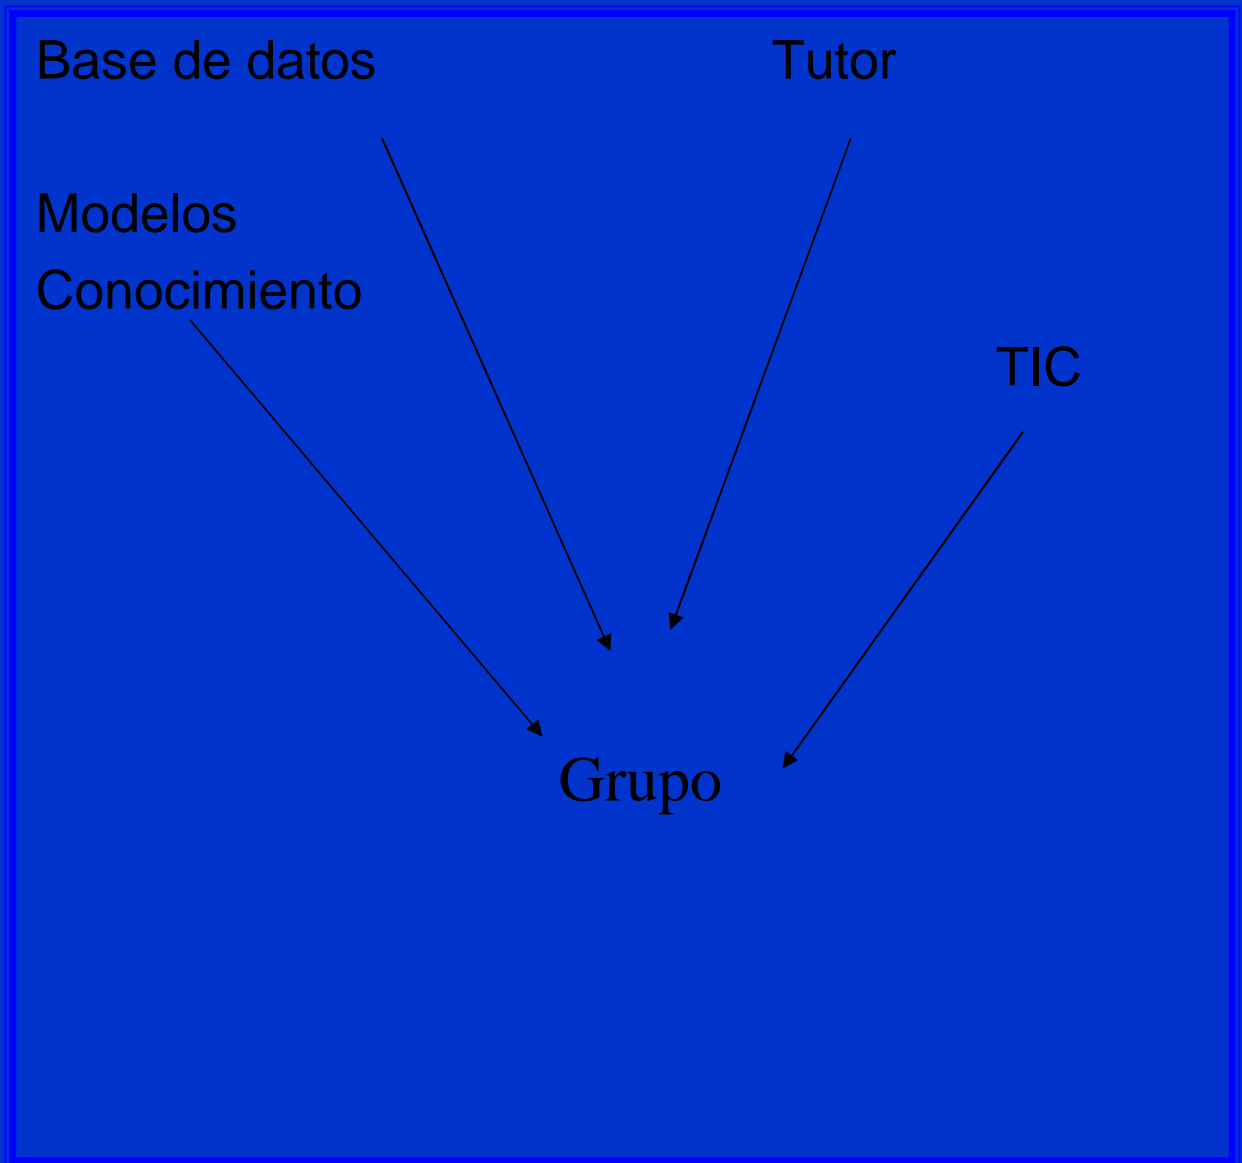 Base de datos
Tutor
Modelos
Conocimiento
TIC
Grupo